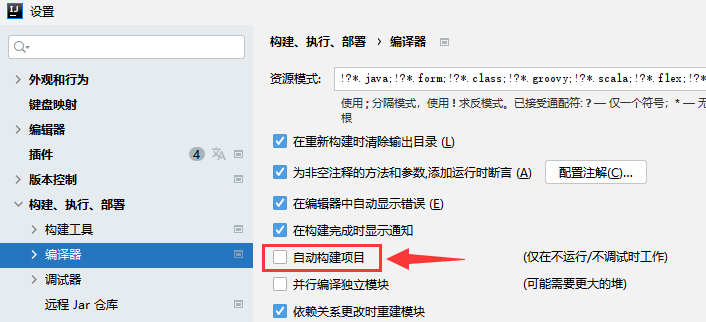 IJ 设置
构建、执行、部署 › 编译器
外观和行为
资源模式: !?*.java;!?*.form;!?*.class;!?*.groovy;!?*.scala;!?*.flex;!?*
键盘映射
使用 ; 分隔模式，使用 ! 求反模式。已接受通配符: ? — 仅一个符号； * — 无
根
编辑器
在重新构建时清除输出目录 (L)
插件 4
为非空注释的方法和参数,添加运行时断言 (A) 配置注解(C)...
版本控制
在编辑器中自动显示错误 (E)
构建、执行、部署
在构建完成时显示通知
构建工具
自动构建项目 (仅在不运行/不调试时工作)
编译器
并行编译独立模块 (可能需要更大的堆)
调试器
依赖关系更改时重建模块
远程 Jar 仓库